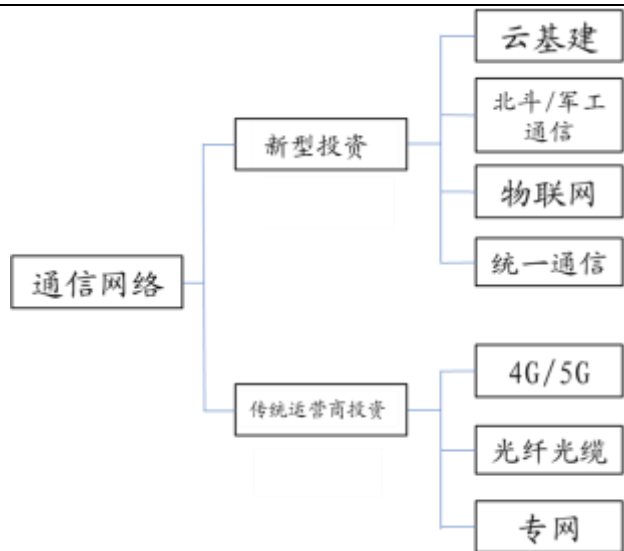 通信网络
新型投资
云基建
北斗/军工
通信
物联网
统一通信
传统运营商投资
4G/5G
光纤光缆
专网